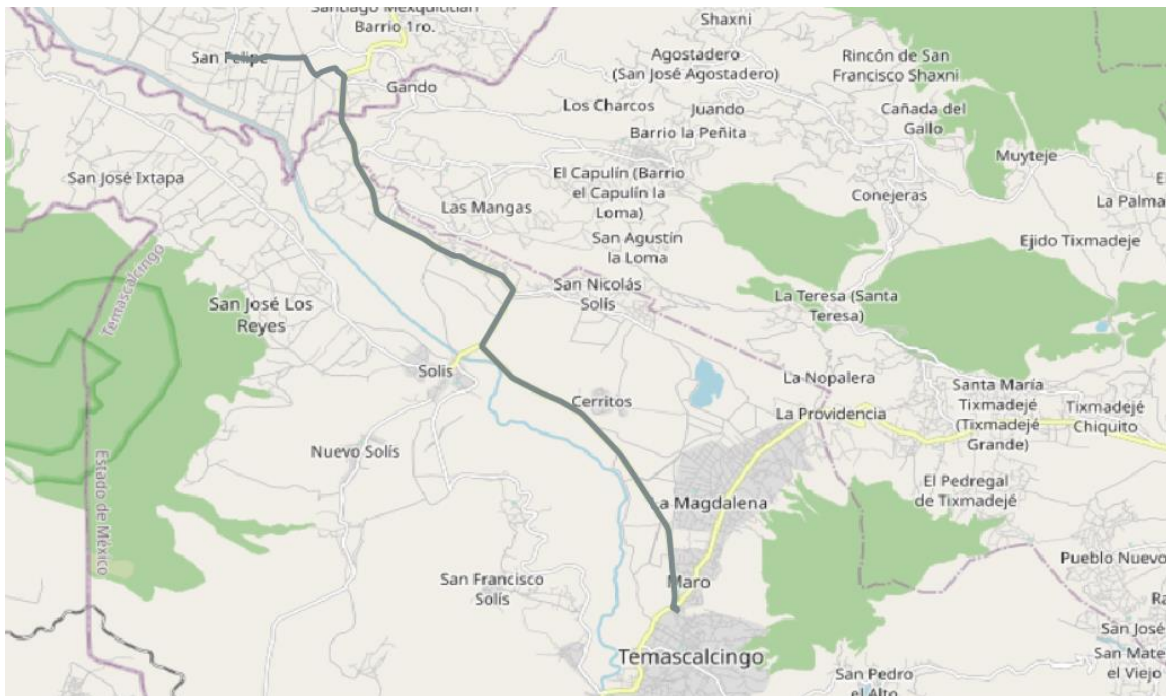 Santiago Mexquititlán
Barrio 1ro.
Shaxni
San Felipe
Agostadero
(San José Agostadero)
Rincón de San
Francisco Shaxni
Gando
Los Charcos
Juando
Cañada del
Gallo
Barrio la Peñita
Muyteje
San José Ixtapa
El Capulín (Barrio
el Capulín la
Loma)
Conejeras
La Palma
Las Mangas
San Agustín
la Loma
Ejido Tixmadeje
Temascalcingo
San José Los
Reyes
San Nicolás
Solís
La Teresa (Santa
Teresa)
Solis
La Nopalera
Santa María
Tixmadejé
(Tixmadejé
Grande)
Tixmadejé
Chiquito
Cerritos
La Providencia
Nuevo Solís
Estado de México
El Pedregal
de Tixmadejé
a Magdalena
San Francisco
Solís
Maro
Pueblo Nuevo
San José
San Mate
el Viejo
Temascalcingo
San Pedro
el Alto